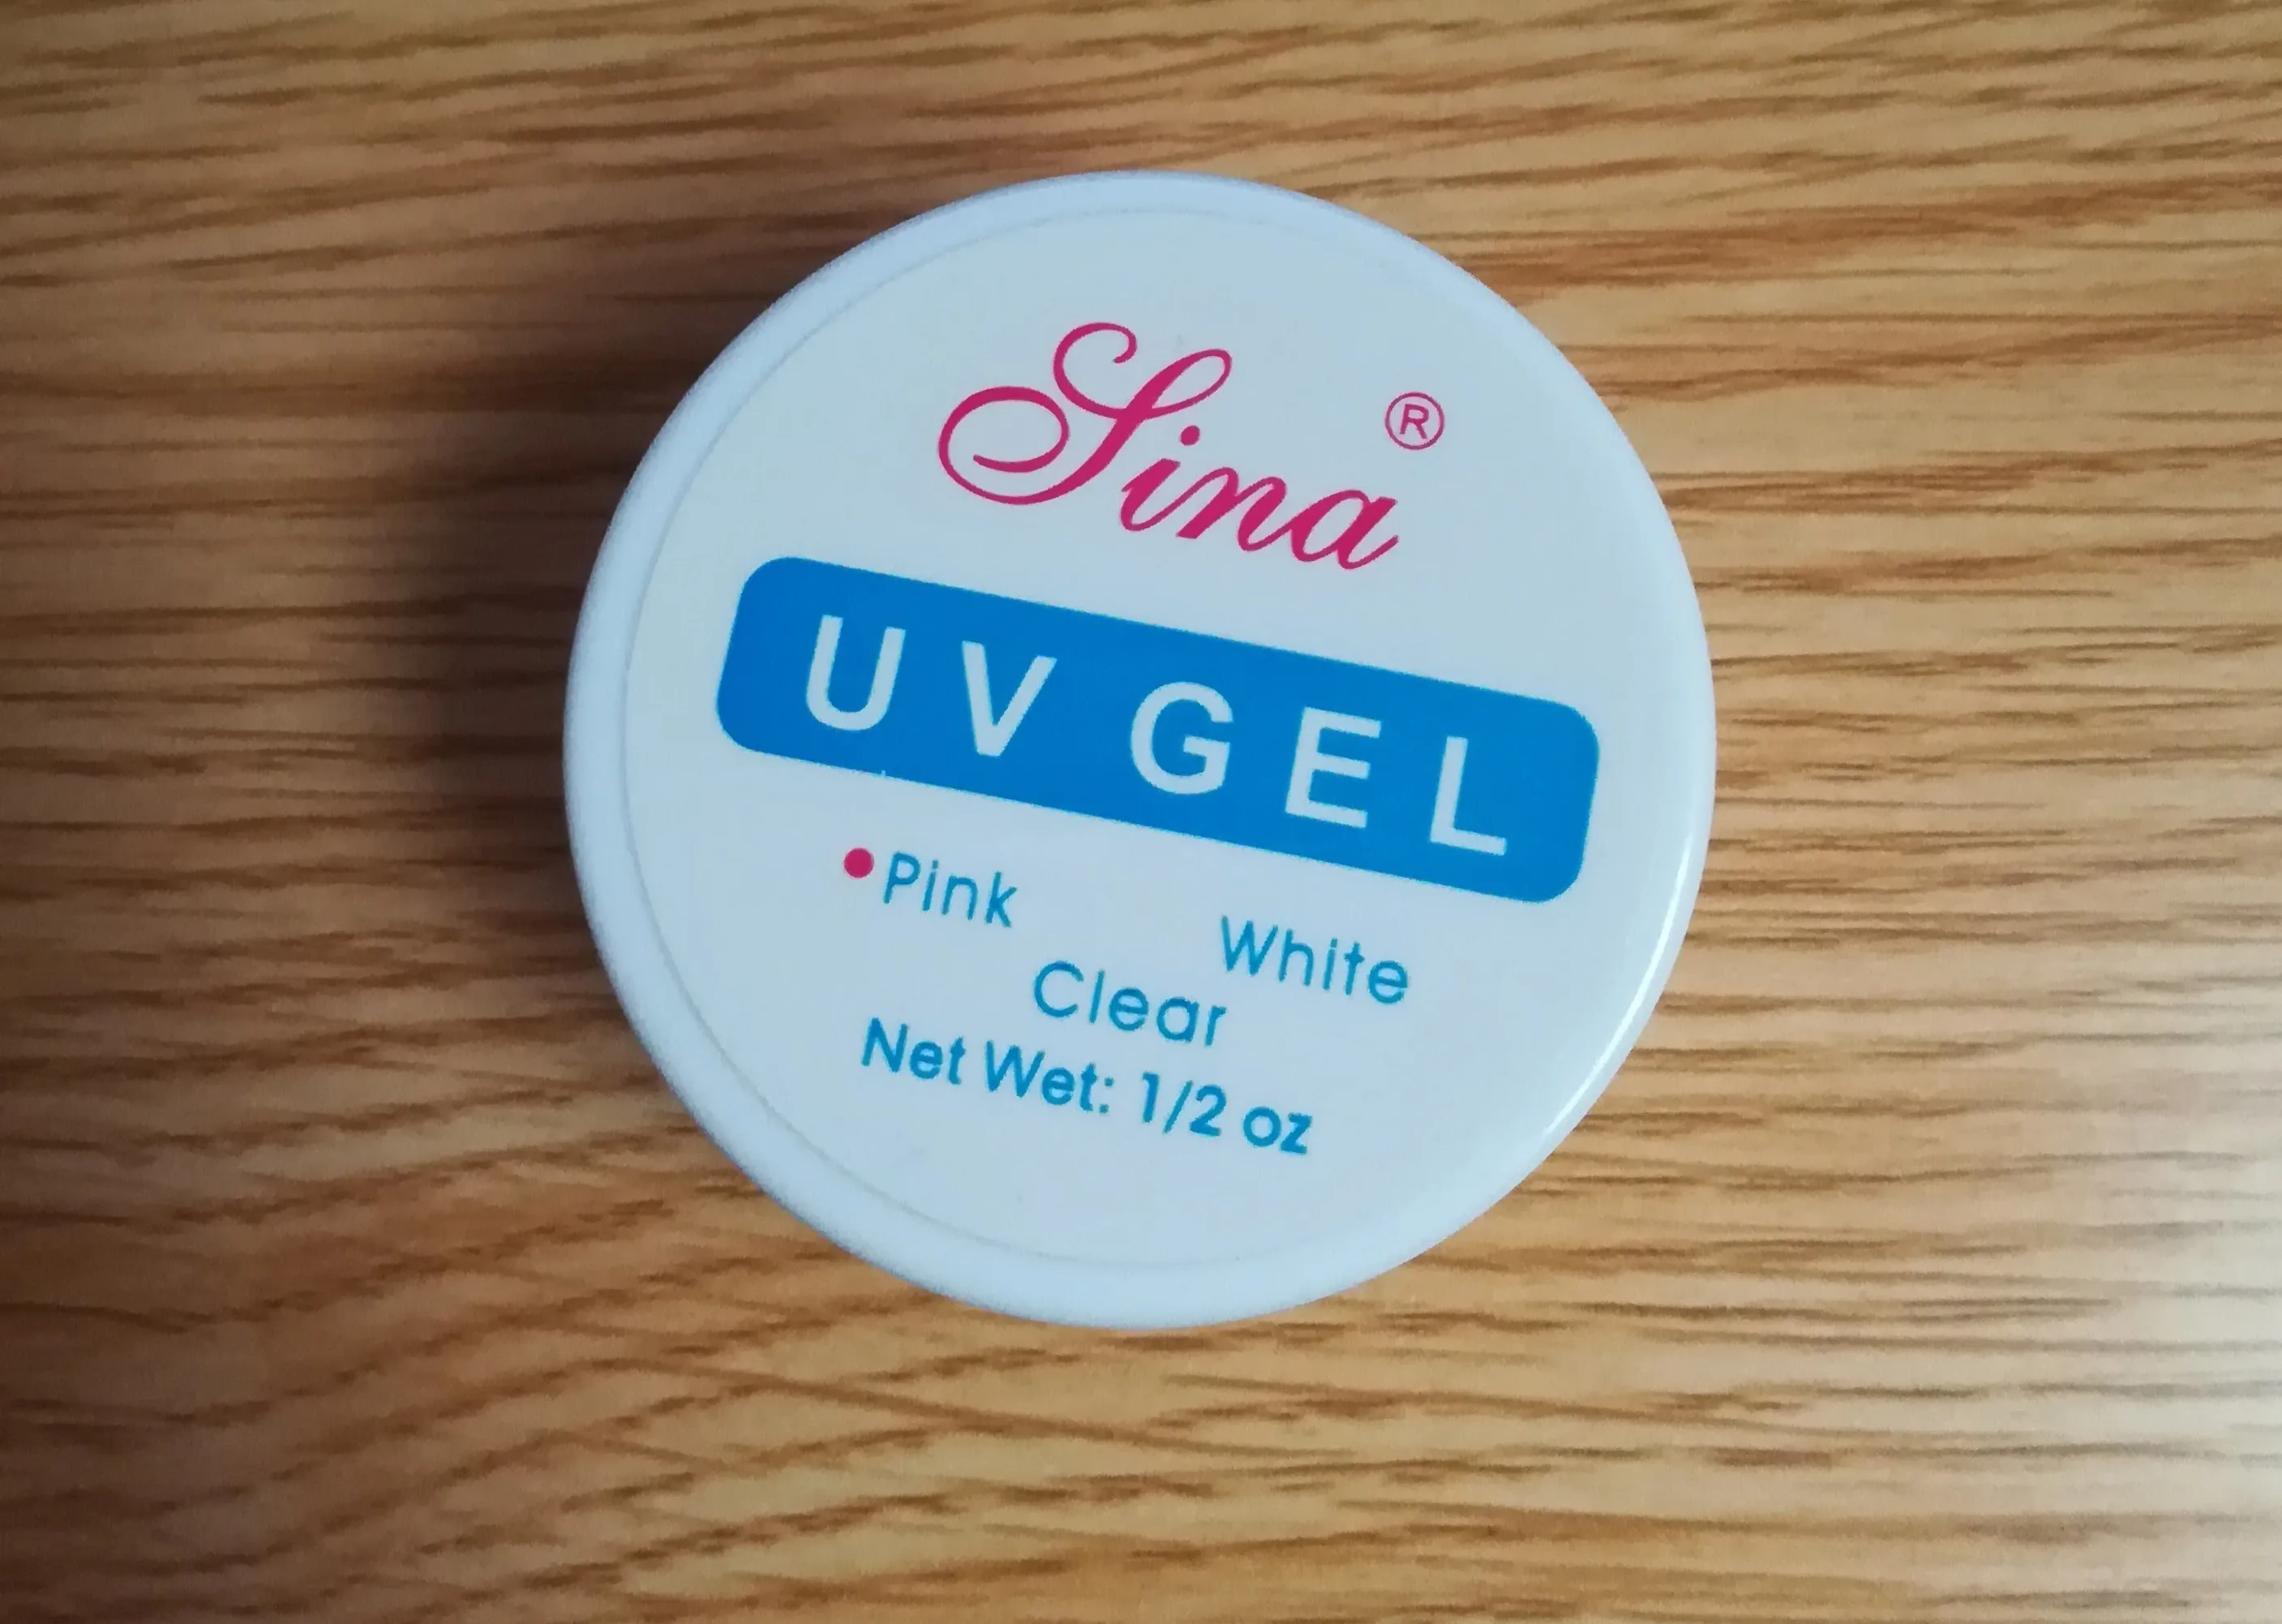 Sina ®
UV GEL
•Pink White
Clear
Net Wet: 1/2 oz